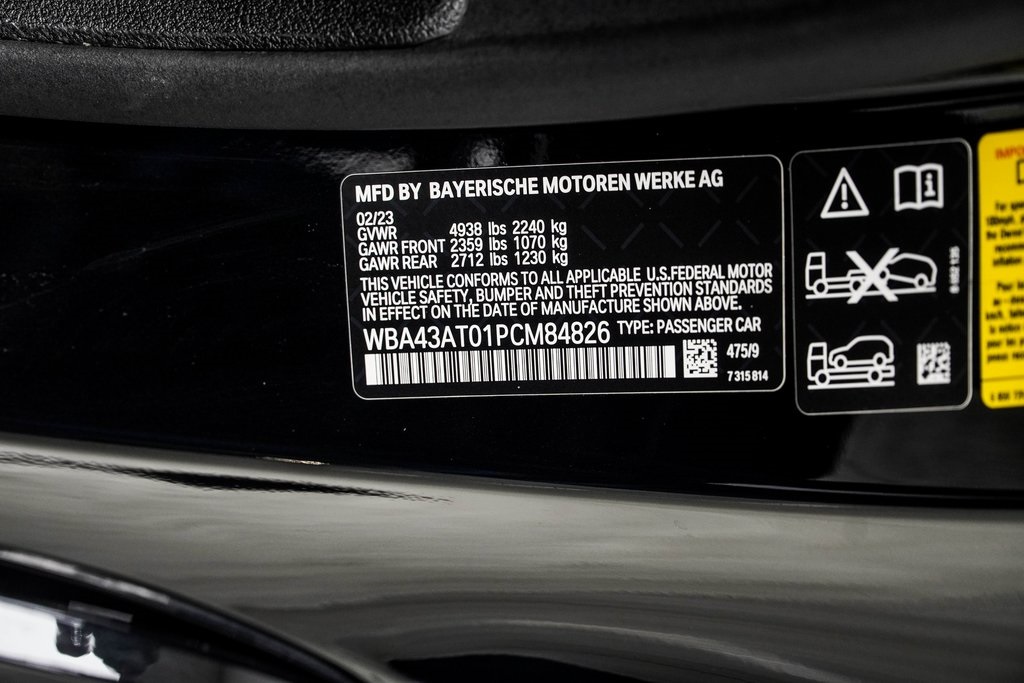 MFD BY BAYERISCHE MOTOREN WERKE AG
02/23
GVWR 4938 lbs 2240 kg
GAWR FRONT 2359 lbs 1070 kg
GAWR REAR 2712 lbs 1230 kg
THIS VEHICLE CONFORMS TO ALL APPLICABLE U.S.FEDERAL MOTOR
VEHICLE SAFETY, BUMPER AND THEFT PREVENTION STANDARDS
IN EFFECT ON THE DATE OF MANUFACTURE SHOWN ABOVE.
WBA43AT01PCM84826 TYPE: PASSENGER CAR
475/9
7 315 814